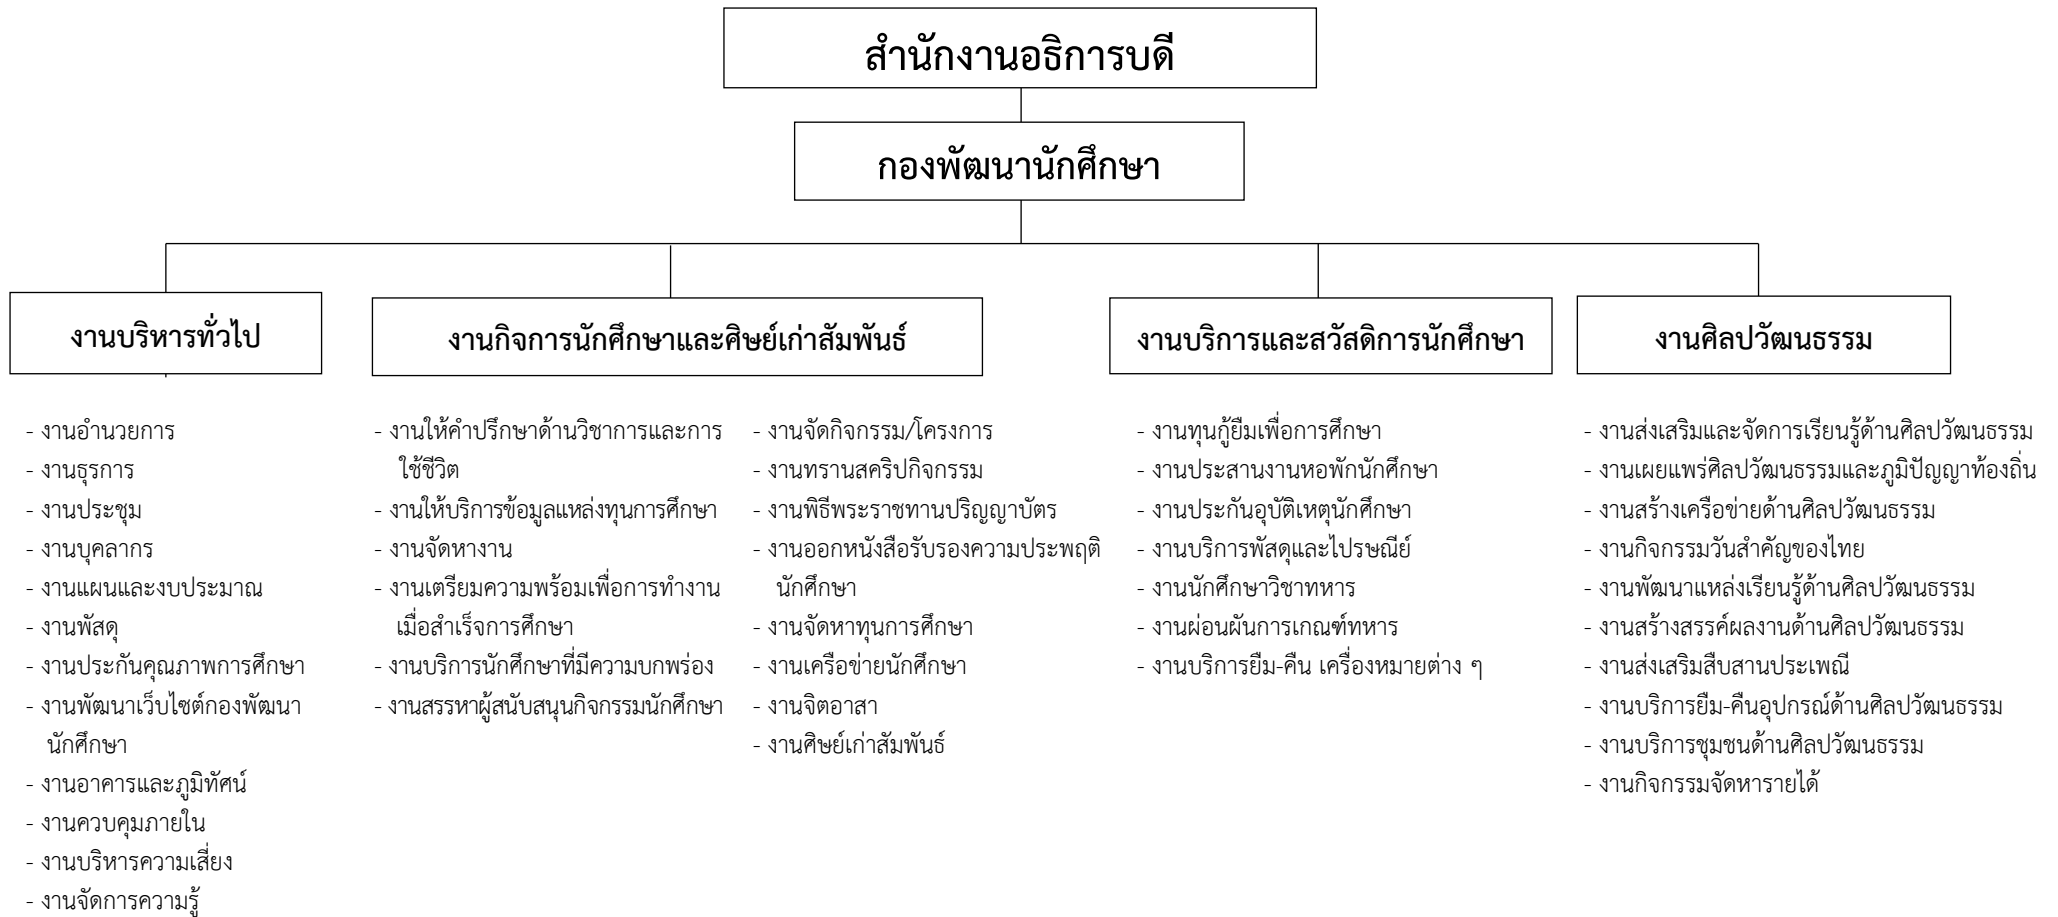 สำนักงานอธิการบดี
กองพัฒนานักศึกษา
งานบริหารทั่วไป
- งานอำนวยการ
- งานธุรการ
- งานประชุม
- งานบุคลากร
- งานแผนและงบประมาณ
- งานพัสดุ
- งานประกันคุณภาพการศึกษา
- งานพัฒนาเว็บไซต์กองพัฒนา
นักศึกษา
- งานอาคารและภูมิทัศน์
- งานควบคุมภายใน
- งานบริหารความเสี่ยง
- งานจัดการความรู้
งานกิจการนักศึกษาและศิษย์เก่าสัมพันธ์
- งานให้คำปรึกษาด้านวิชาการและการ
ใช้ชีวิต
- งานให้บริการข้อมูลแหล่งทุนการศึกษา
- งานจัดหางาน
- งานเตรียมความพร้อมเพื่อการทำงาน
เมื่อสำเร็จการศึกษา
- งานบริการนักศึกษาที่มีความบกพร่อง
- งานสรรหาผู้สนับสนุนกิจกรรมนักศึกษา
- งานจัดกิจกรรม/โครงการ
- งานทรานสคริปกิจกรรม
- งานพิธีพระราชทานปริญญาบัตร
- งานออกหนังสือรับรองความประพฤติ
นักศึกษา
- งานจัดหาทุนการศึกษา
- งานเครือข่ายนักศึกษา
- งานจิตอาสา
- งานศิษย์เก่าสัมพันธ์
งานบริการและสวัสดิการนักศึกษา
- งานทุนกู้ยืมเพื่อการศึกษา
- งานประสานงานหอพักนักศึกษา
- งานประกันอุบัติเหตุนักศึกษา
- งานบริการพัสดุและไปรษณีย์
- งานนักศึกษาวิชาทหาร
- งานผ่อนผันการเกณฑ์ทหาร
- งานบริการยืม-คืน เครื่องหมายต่าง ๆ
งานศิลปวัฒนธรรม
- งานส่งเสริมและจัดการเรียนรู้ด้านศิลปวัฒนธรรม
- งานเผยแพร่ศิลปวัฒนธรรมและภูมิปัญญาท้องถิ่น
- งานสร้างเครือข่ายด้านศิลปวัฒนธรรม
- งานกิจกรรมวันสำคัญของไทย
- งานพัฒนาแหล่งเรียนรู้ด้านศิลปวัฒนธรรม
- งานสร้างสรรค์ผลงานด้านศิลปวัฒนธรรม
- งานส่งเสริมสืบสานประเพณี
- งานบริการยืม-คืนอุปกรณ์ด้านศิลปวัฒนธรรม
- งานบริการชุมชนด้านศิลปวัฒนธรรม
- งานกิจกรรมจัดหารายได้